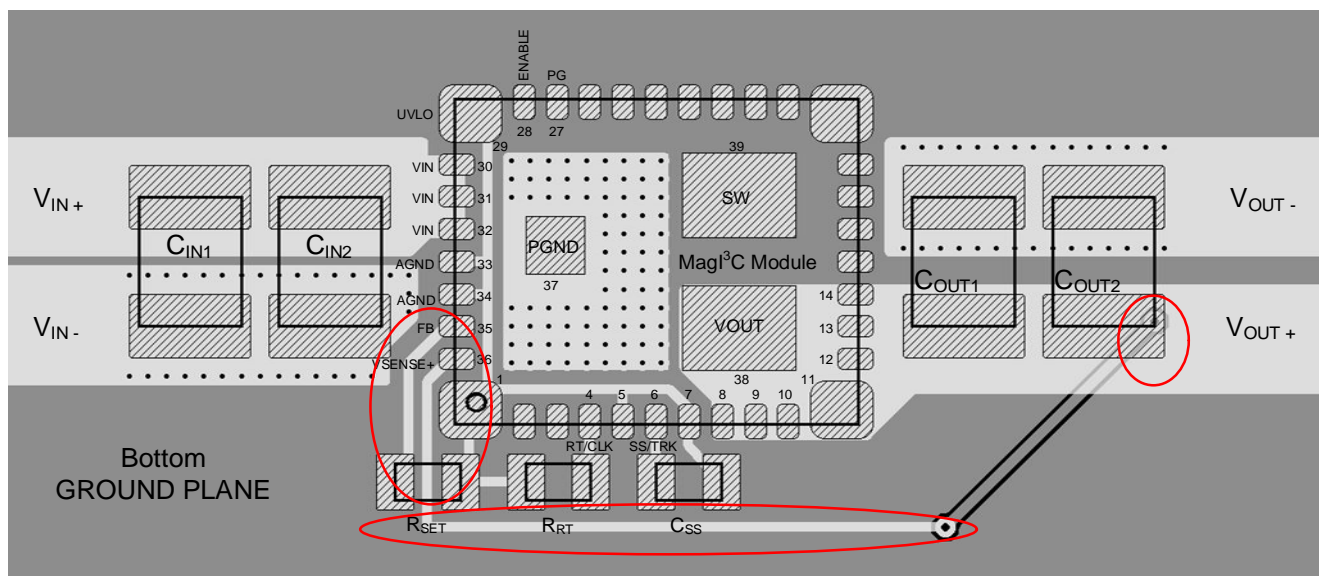 ENABLE
PG
UVLO
28
27
29
39
VIN
30
VIN
31
VIN
32
AGND
33
AGND
34
FB
35
VSENSE+
36
VIN +
VIN -
CIN1
CIN2
PGND
37
SW
MagI³C Module
VOUT
38
14
13
12
11
1
4
5
6
7
8
9
10
RT/CLK
SS/TRK
COUT1
COUT2
VOUT -
VOUT +
Bottom
GROUND PLANE
RSET
RRT
CSS